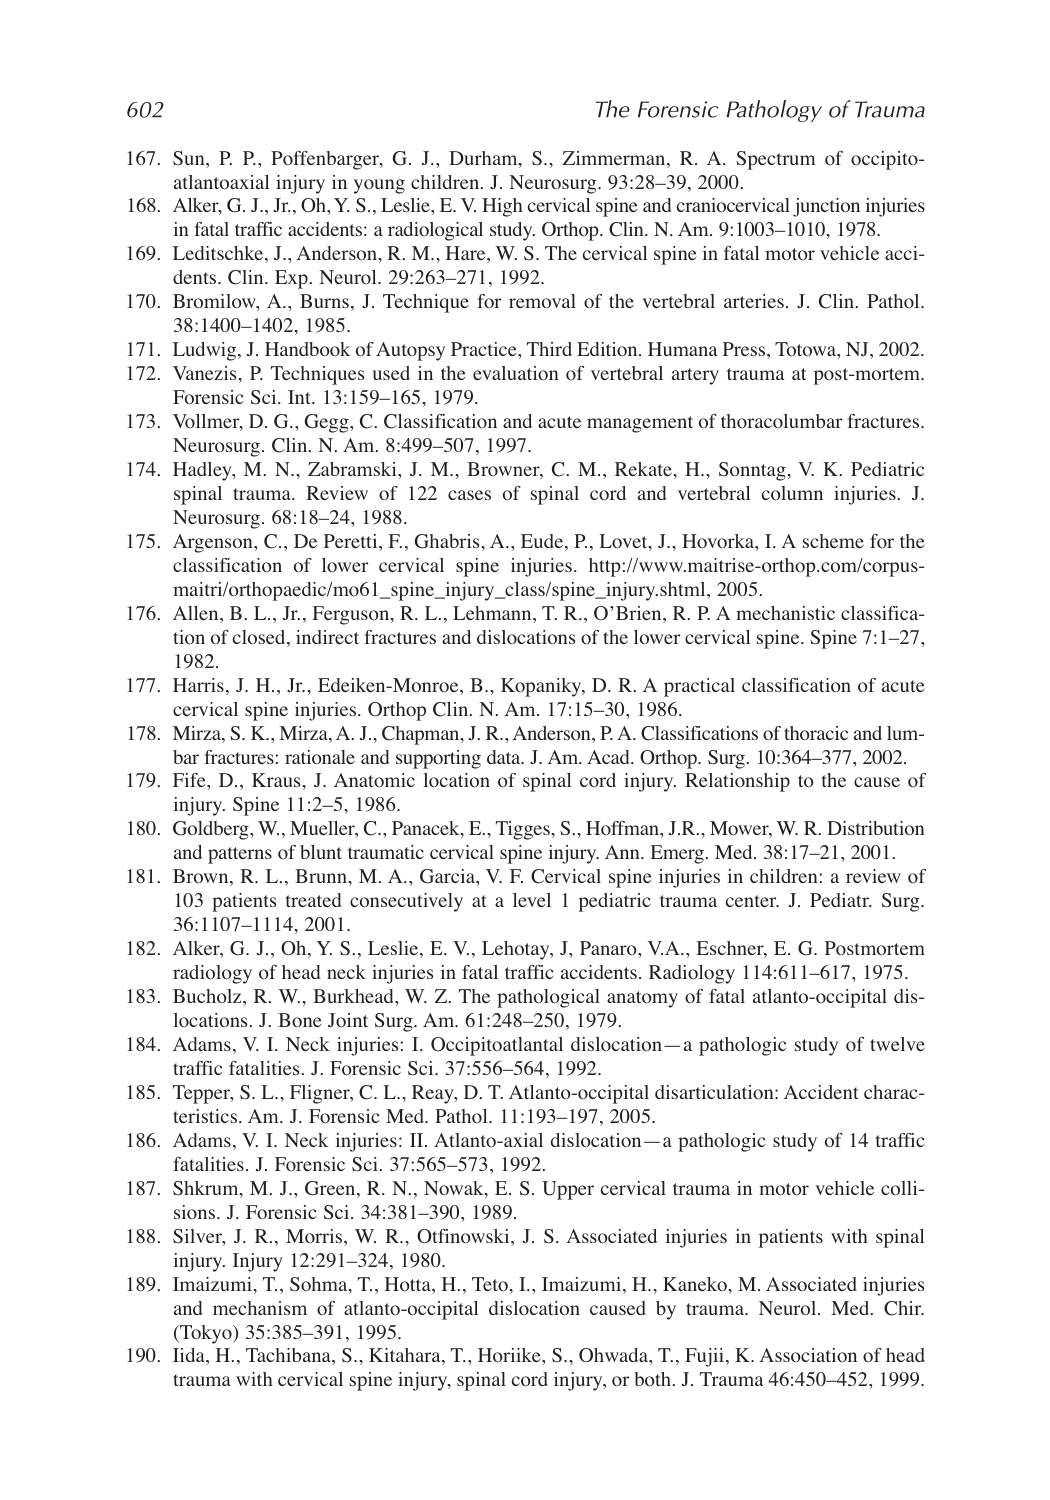 602 The Forensic Pathology of Trauma
167. Sun, P. P., Poffenbarger, G. J., Durham, S., Zimmerman, R. A. Spectrum of occipito-
atlantoaxial injury in young children. J. Neurosurg. 93:28–39, 2000.
168. Alker, G. J., Jr., Oh, Y. S., Leslie, E. V. High cervical spine and craniocervical junction injuries
in fatal traffic accidents: a radiological study. Orthop. Clin. N. Am. 9:1003–1010, 1978.
169. Leditschke, J., Anderson, R. M., Hare, W. S. The cervical spine in fatal motor vehicle acci-
dents. Clin. Exp. Neurol. 29:263–271, 1992.
170. Bromilow, A., Burns, J. Technique for removal of the vertebral arteries. J. Clin. Pathol.
38:1400–1402, 1985.
171. Ludwig, J. Handbook of Autopsy Practice, Third Edition. Humana Press, Totowa, NJ, 2002.
172. Vanezis, P. Techniques used in the evaluation of vertebral artery trauma at post-mortem.
Forensic Sci. Int. 13:159–165, 1979.
173. Vollmer, D. G., Gegg, C. Classification and acute management of thoracolumbar fractures.
Neurosurg. Clin. N. Am. 8:499–507, 1997.
174. Hadley, M. N., Zabramski, J. M., Browner, C. M., Rekate, H., Sonntag, V. K. Pediatric
spinal trauma. Review of 122 cases of spinal cord and vertebral column injuries. J.
Neurosurg. 68:18–24, 1988.
175. Argenson, C., De Peretti, F., Ghabris, A., Eude, P., Lovet, J., Hovorka, I. A scheme for the
classification of lower cervical spine injuries. http://www.maitrise-orthop.com/corpus-
maitri/orthopaedic/mo61_spine_injury_class/spine_injury.shtml, 2005.
176. Allen, B. L., Jr., Ferguson, R. L., Lehmann, T. R., O’Brien, R. P. A mechanistic classifica-
tion of closed, indirect fractures and dislocations of the lower cervical spine. Spine 7:1–27,
1982.
177. Harris, J. H., Jr., Edeiken-Monroe, B., Kopaniky, D. R. A practical classification of acute
cervical spine injuries. Orthop Clin. N. Am. 17:15–30, 1986.
178. Mirza, S. K., Mirza, A. J., Chapman, J. R., Anderson, P. A. Classifications of thoracic and lum-
bar fractures: rationale and supporting data. J. Am. Acad. Orthop. Surg. 10:364–377, 2002.
179. Fife, D., Kraus, J. Anatomic location of spinal cord injury. Relationship to the cause of
injury. Spine 11:2–5, 1986.
180. Goldberg, W., Mueller, C., Panacek, E., Tigges, S., Hoffman, J.R., Mower, W. R. Distribution
and patterns of blunt traumatic cervical spine injury. Ann. Emerg. Med. 38:17–21, 2001.
181. Brown, R. L., Brunn, M. A., Garcia, V. F. Cervical spine injuries in children: a review of
103 patients treated consecutively at a level 1 pediatric trauma center. J. Pediatr. Surg.
36:1107–1114, 2001.
182. Alker, G. J., Oh, Y. S., Leslie, E. V., Lehotay, J, Panaro, V.A., Eschner, E. G. Postmortem
radiology of head neck injuries in fatal traffic accidents. Radiology 114:611–617, 1975.
183. Bucholz, R. W., Burkhead, W. Z. The pathological anatomy of fatal atlanto-occipital dis-
locations. J. Bone Joint Surg. Am. 61:248–250, 1979.
184. Adams, V. I. Neck injuries: I. Occipitoatlantal dislocation—a pathologic study of twelve
traffic fatalities. J. Forensic Sci. 37:556–564, 1992.
185. Tepper, S. L., Fligner, C. L., Reay, D. T. Atlanto-occipital disarticulation: Accident charac-
teristics. Am. J. Forensic Med. Pathol. 11:193–197, 2005.
186. Adams, V. I. Neck injuries: II. Atlanto-axial dislocation—a pathologic study of 14 traffic
fatalities. J. Forensic Sci. 37:565–573, 1992.
187. Shkrum, M. J., Green, R. N., Nowak, E. S. Upper cervical trauma in motor vehicle colli-
sions. J. Forensic Sci. 34:381–390, 1989.
188. Silver, J. R., Morris, W. R., Otfinowski, J. S. Associated injuries in patients with spinal
injury. Injury 12:291–324, 1980.
189. Imaizumi, T., Sohma, T., Hotta, H., Teto, I., Imaizumi, H., Kaneko, M. Associated injuries
and mechanism of atlanto-occipital dislocation caused by trauma. Neurol. Med. Chir.
(Tokyo) 35:385–391, 1995.
190. Iida, H., Tachibana, S., Kitahara, T., Horiike, S., Ohwada, T., Fujii, K. Association of head
trauma with cervical spine injury, spinal cord injury, or both. J. Trauma 46:450–452, 1999.